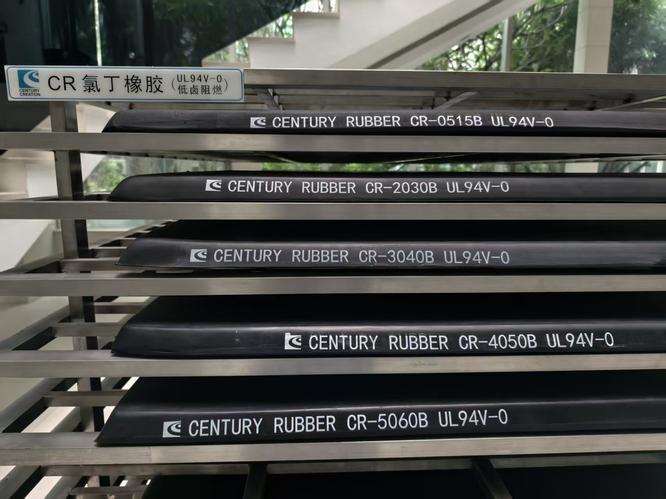 CENTURY CREATION
CR 氯丁橡胶 (UL94V-0 低卤阻燃)
CENTURY RUBBER CR-0515B UL94V-0
CENTURY RUBBER CR-2030B UL94V-0
CENTURY RUBBER CR-3040B UL94V-0
CENTURY RUBBER CR-4050B UL94V-0
CENTURY RUBBER CR-5060B UL94V-0